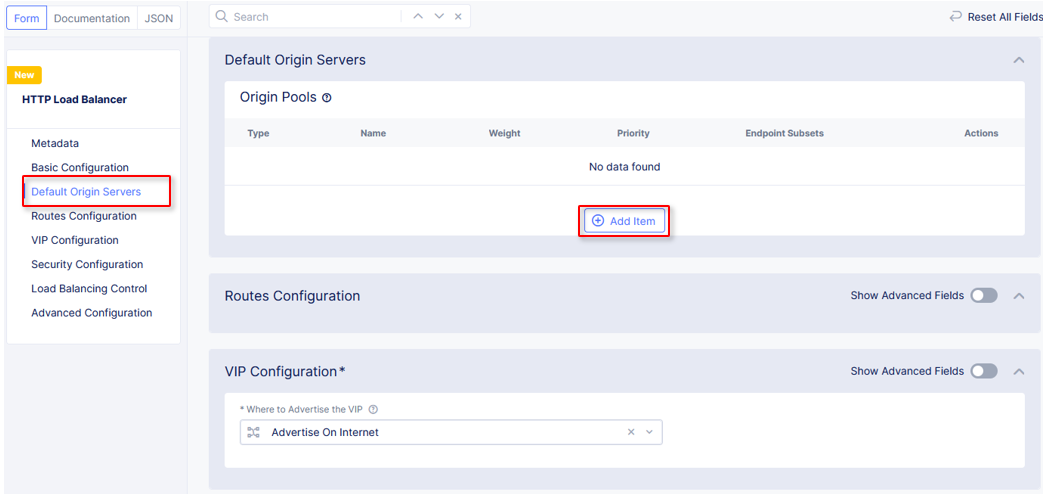 Form Documentation JSON
Search
Reset All Fields
New
HTTP Load Balancer
Metadata
Basic Configuration
Default Origin Servers
Routes Configuration
VIP Configuration
Security Configuration
Load Balancing Control
Advanced Configuration
Default Origin Servers
Origin Pools
Type Name Weight Priority Endpoint Subsets Actions
No data found
Add Item
Routes Configuration
Show Advanced Fields
VIP Configuration*
Show Advanced Fields
* Where to Advertise the VIP
Advertise On Internet